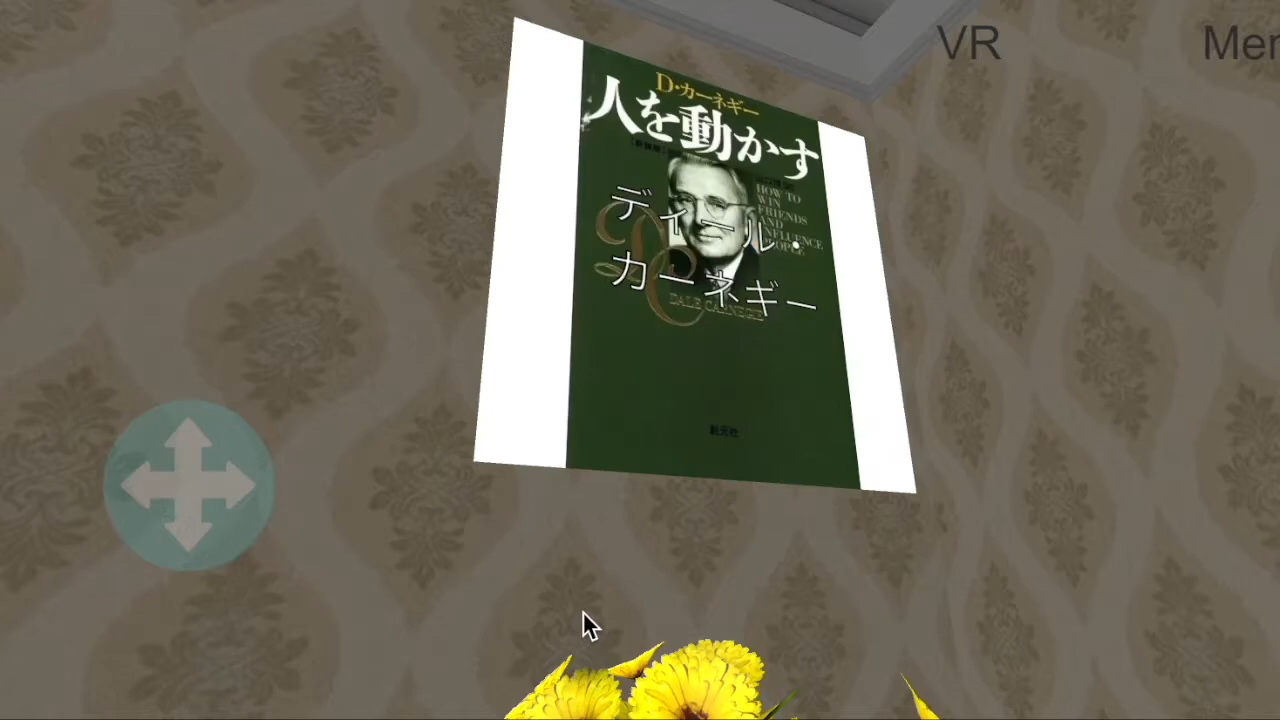 VR
Men
D・カーネギー
人を動かす
HOW TO
WIN
FRIENDS
AND
INFLUENCE
PEOPLE
ディール・
カーネギー
DALE CARNEGIE
創元社